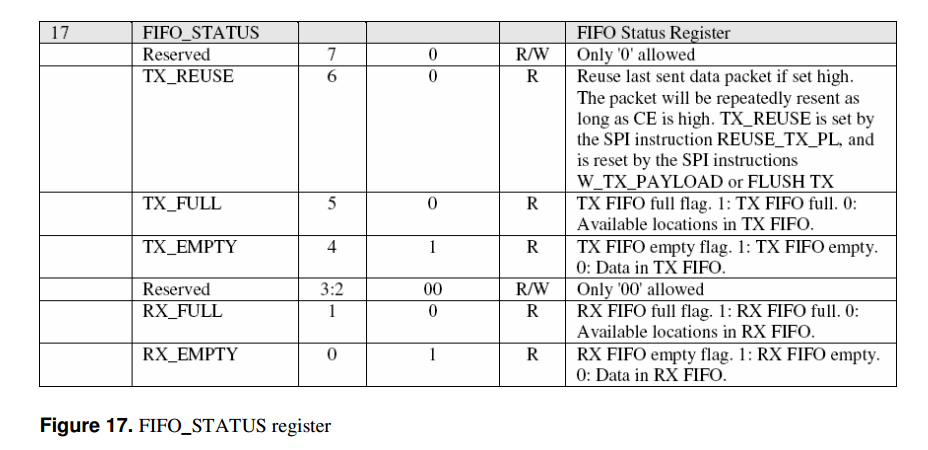 17 FIFO_STATUS FIFO Status Register
Reserved 7 0 R/W Only '0' allowed
TX_REUSE 6 0 R Reuse last sent data packet if set high.
The packet will be repeatedly resent as
long as CE is high. TX_REUSE is set by
the SPI instruction REUSE_TX_PL, and
is reset by the SPI instructions
W_TX_PAYLOAD or FLUSH TX
TX_FULL 5 0 R TX FIFO full flag. 1: TX FIFO full. 0:
Available locations in TX FIFO.
TX_EMPTY 4 1 R TX FIFO empty flag. 1: TX FIFO empty.
0: Data in TX FIFO.
Reserved 3:2 00 R/W Only '00' allowed
RX_FULL 1 0 R RX FIFO full flag. 1: RX FIFO full. 0:
Available locations in RX FIFO.
RX_EMPTY 0 1 R RX FIFO empty flag. 1: RX FIFO empty.
0: Data in RX FIFO.
Figure 17. FIFO_STATUS register